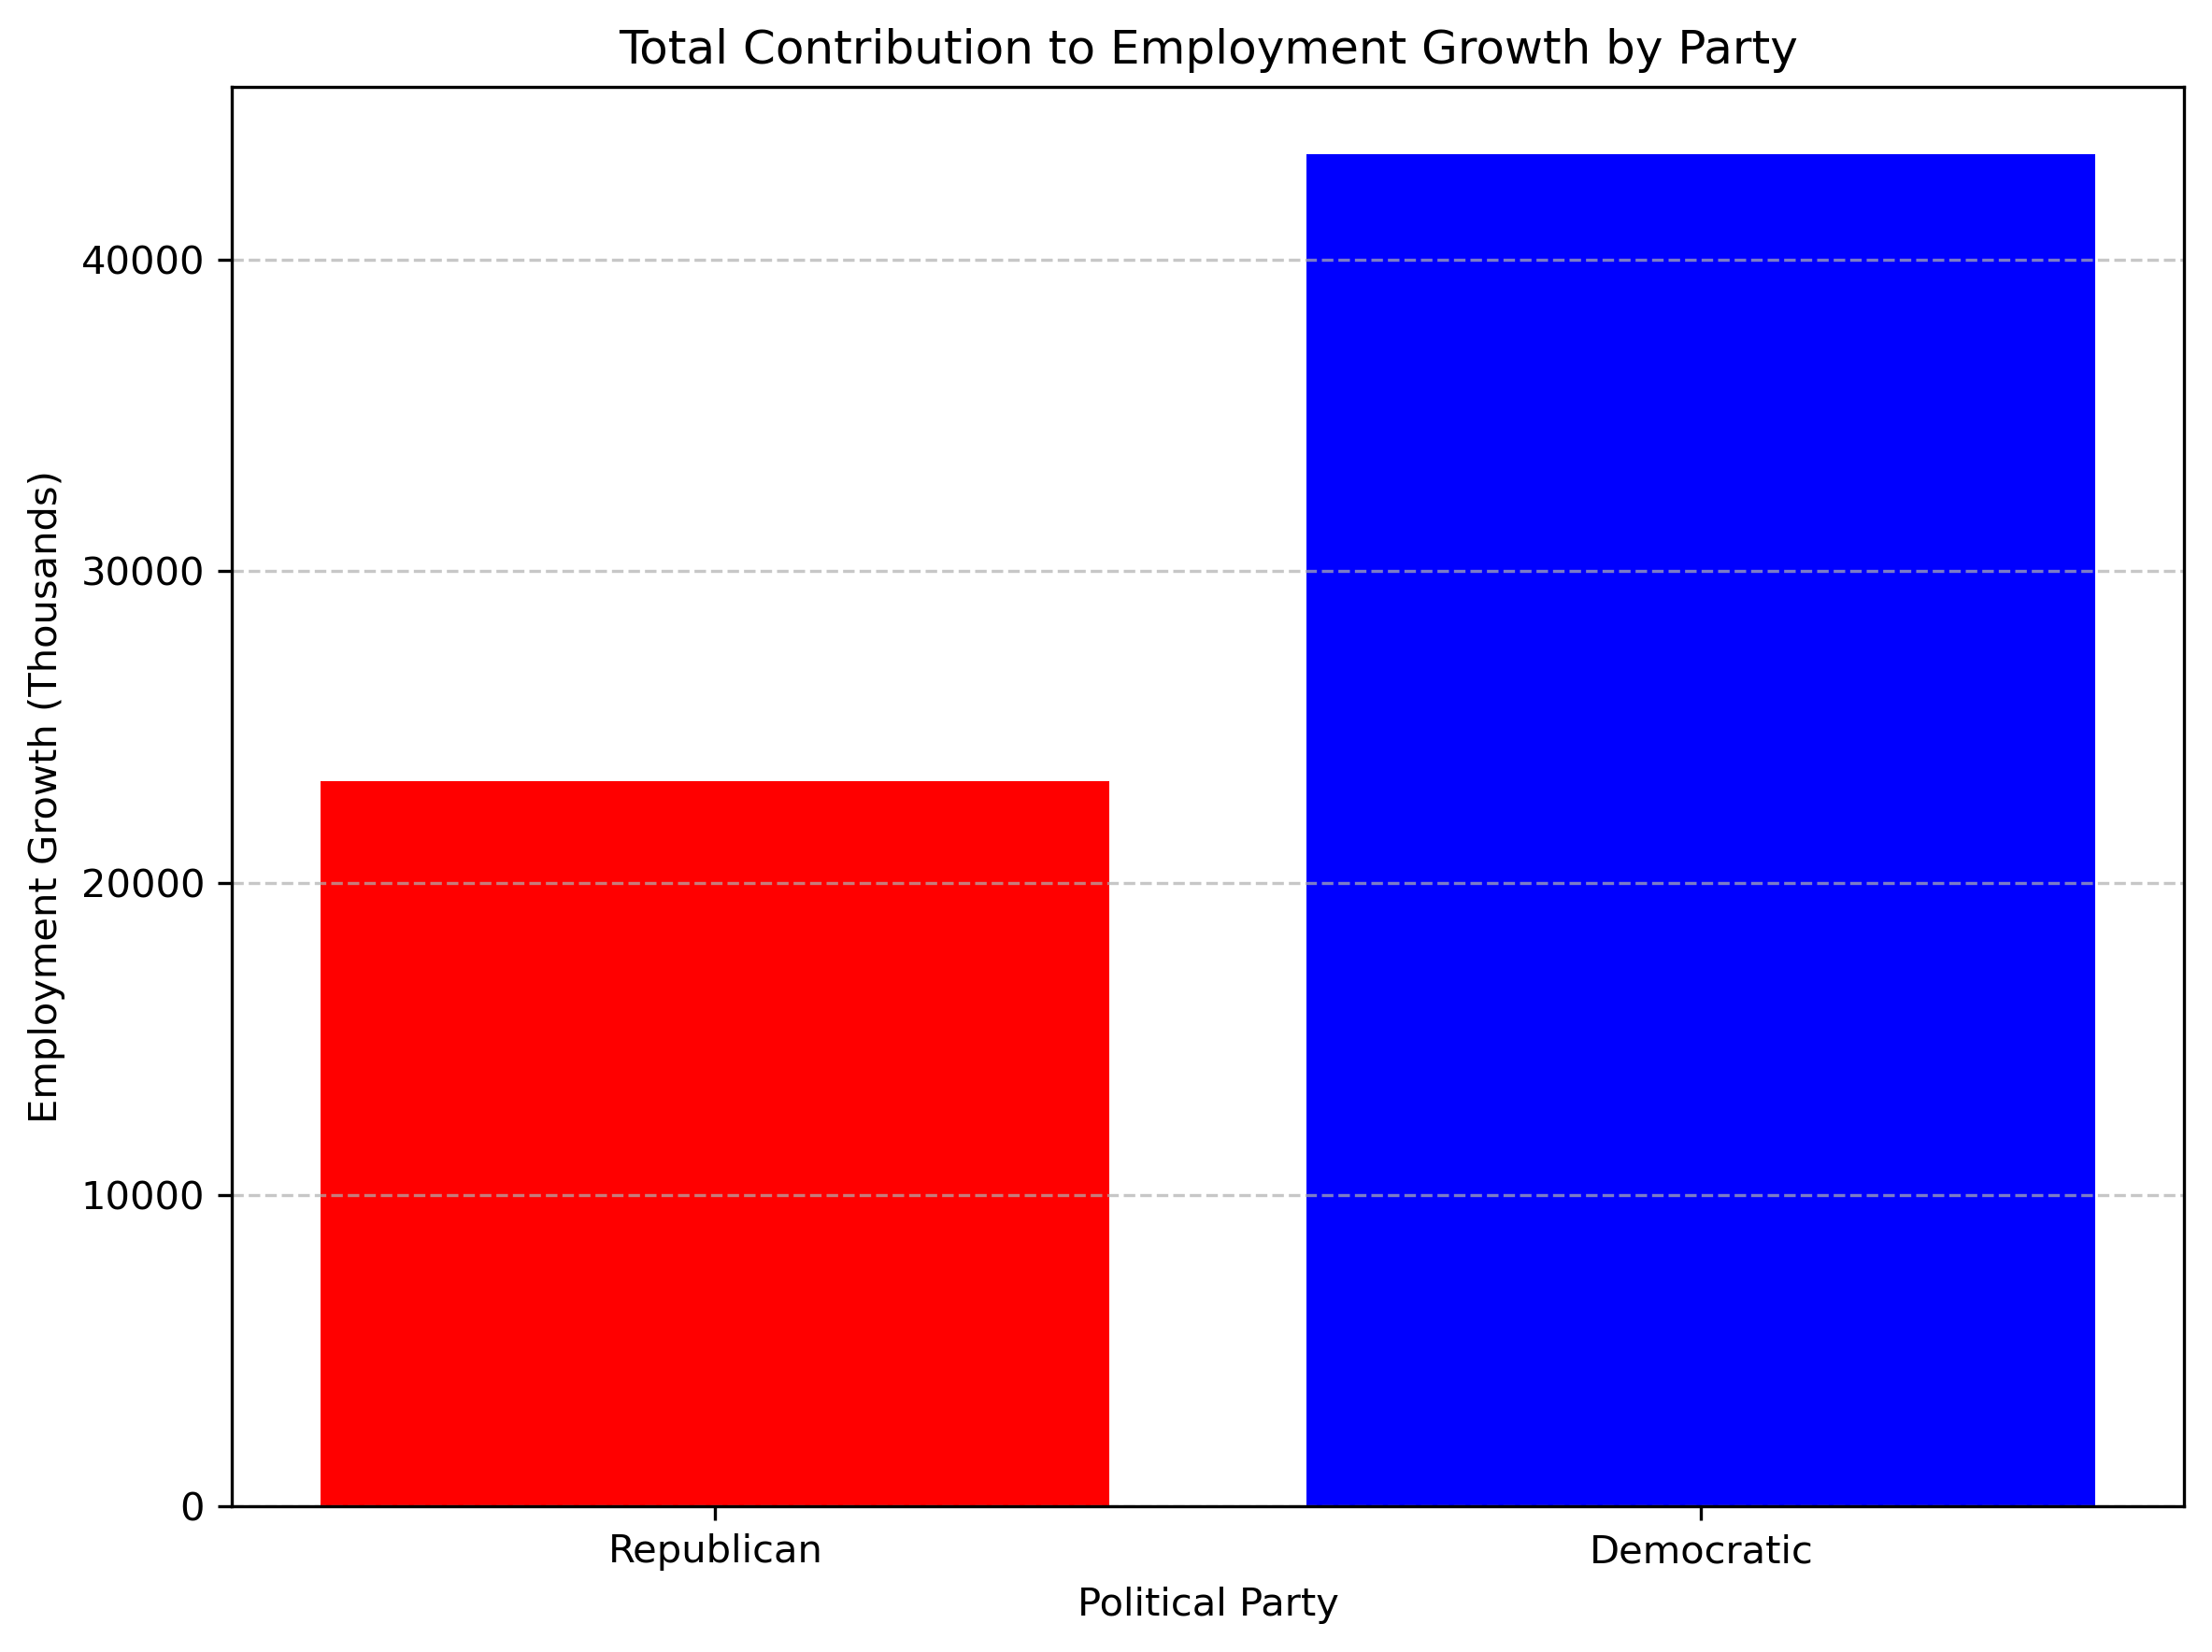 Total Contribution to Employment Growth by Party
Employment Growth (Thousands)
40000
30000
20000
10000
0
Republican
Democratic
Political Party